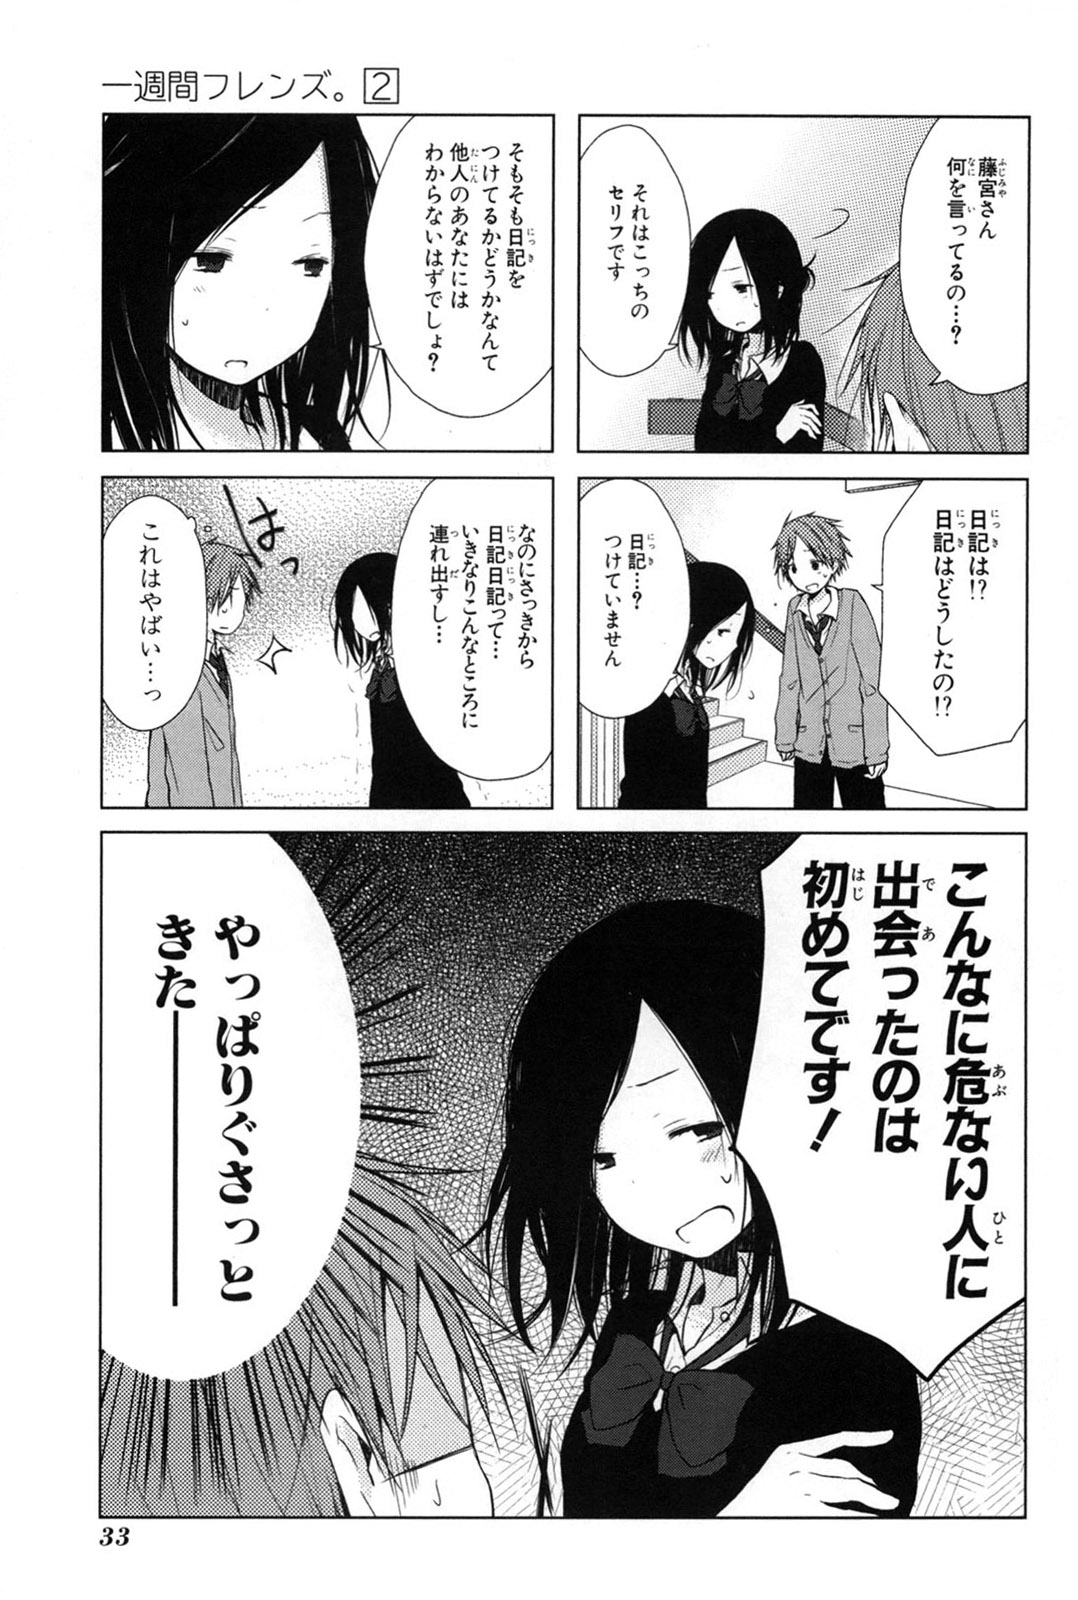 一週間フレンズ。2
藤宮さん
何を言ってるの…?
それはこっちの
セリフです
日記は!?
日記はどうしたの!?
日記…?
つけていません
そもそも日記を
つけてるかどうかなんて
他人のあなたには
わからないはずでしょ?
なのにさっきから
日記日記って…
いきなりこんなところに
連れ出すし…
はっ
これはやばい…っ
こんなに危ない人に
出会ったのは
初めてです!
やっぱりぐさっと
きた───
33